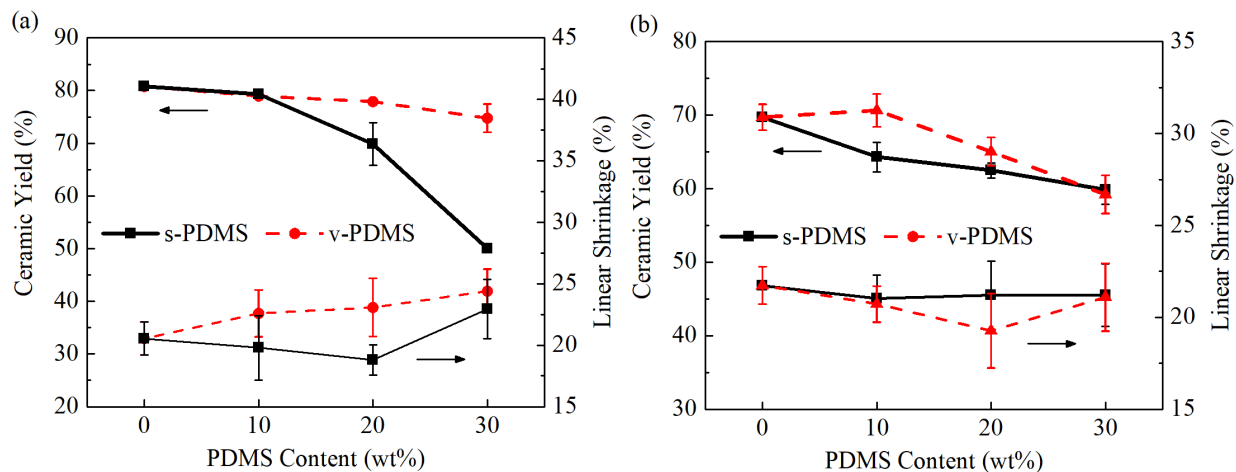 (a)
Ceramic Yield (%)
90
80
70
60
50
40
30
20
s-PDMS
v-PDMS
45
40
35
30
25
20
15
Linear Shrinkage (%)
0
10
20
30
PDMS Content (wt%)
(b)
Ceramic Yield (%)
80
70
60
50
40
30
s-PDMS
v-PDMS
35
30
25
20
15
Linear Shrinkage (%)
0
10
20
30
PDMS Content (wt%)